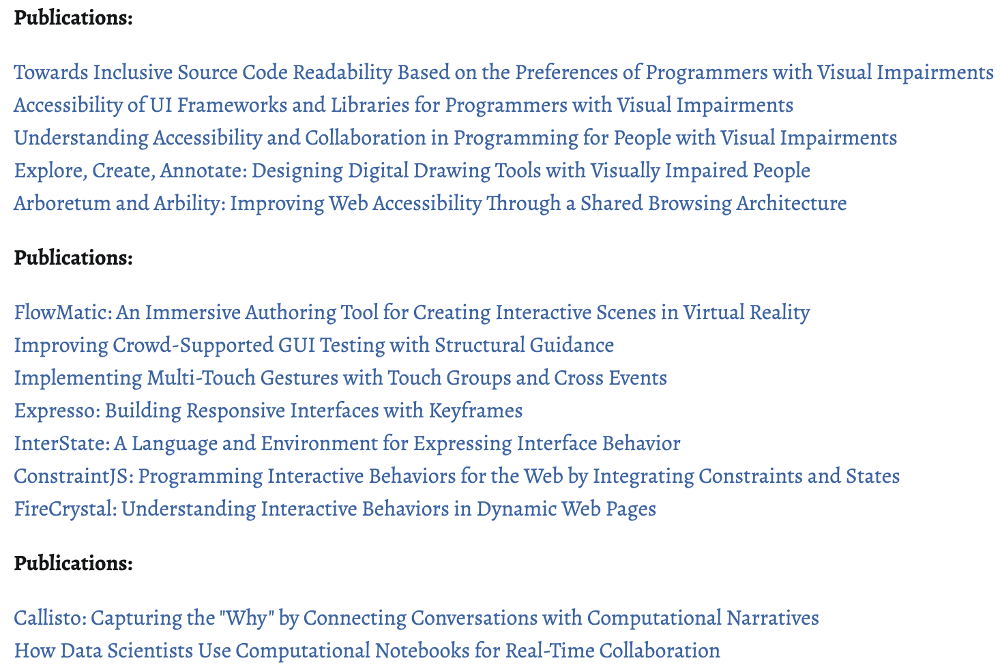 Publications:
Towards Inclusive Source Code Readability Based on the Preferences of Programmers with Visual Impairments
Accessibility of UI Frameworks and Libraries for Programmers with Visual Impairments
Understanding Accessibility and Collaboration in Programming for People with Visual Impairments
Explore, Create, Annotate: Designing Digital Drawing Tools with Visually Impaired People
Arboretum and Arbility: Improving Web Accessibility Through a Shared Browsing Architecture
Publications:
FlowMatic: An Immersive Authoring Tool for Creating Interactive Scenes in Virtual Reality
Improving Crowd-Supported GUI Testing with Structural Guidance
Implementing Multi-Touch Gestures with Touch Groups and Cross Events
Expresso: Building Responsive Interfaces with Keyframes
InterState: A Language and Environment for Expressing Interface Behavior
ConstraintJS: Programming Interactive Behaviors for the Web by Integrating Constraints and States
FireCrystal: Understanding Interactive Behaviors in Dynamic Web Pages
Publications:
Callisto: Capturing the "Why" by Connecting Conversations with Computational Narratives
How Data Scientists Use Computational Notebooks for Real-Time Collaboration